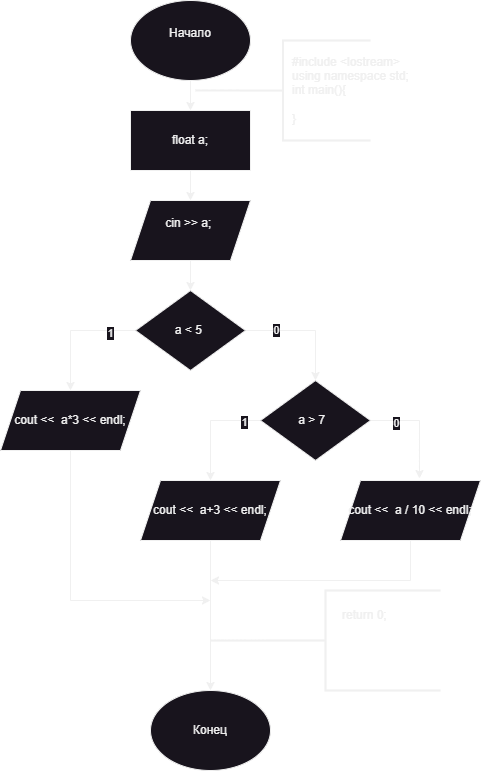 Начало
#include <iostream>
using namespace std;
int main(){
}
float a;
cin >> a;
a < 5
1
0
cout << a*3 << endl;
a > 7
1
0
cout << a+3 << endl;
cout << a / 10 << endl;
return 0;
Конец